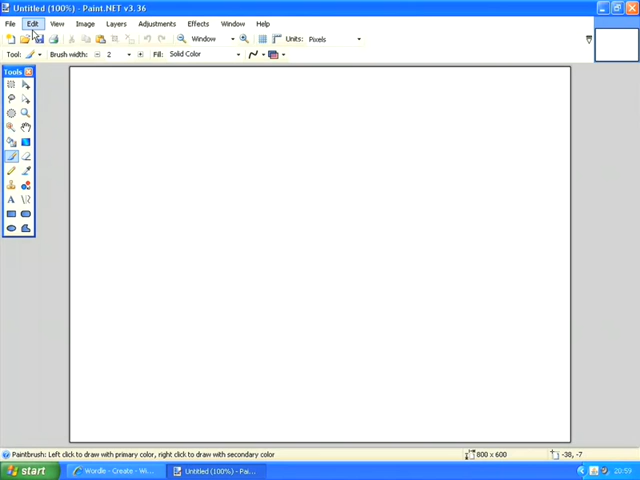 Untitled (100%) - Paint.NET v3.36
File Edit View Image Layers Adjustments Effects Window Help
Window Units: Pixels
Tool: Brush width: 2 Fill: Solid Color
Tools
Paintbrush: Left click to draw with primary color, right click to draw with secondary color 800 x 600 -38, -7
start Wordle - Create - Wi... Untitled (100%) - Pai... 20:59